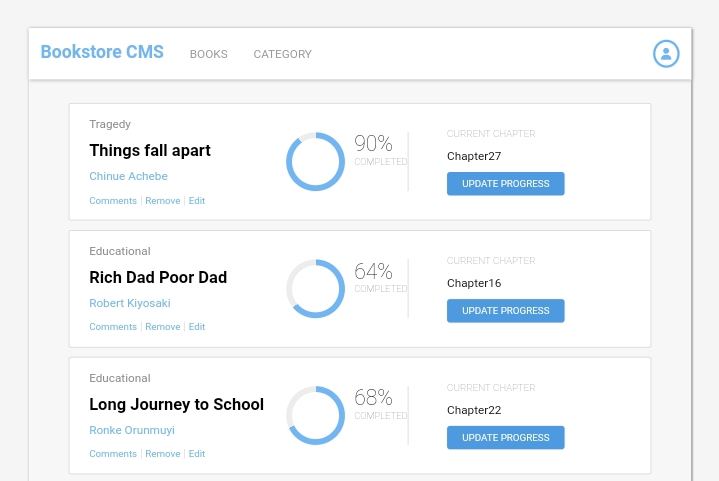 Bookstore CMS BOOKS CATEGORY
Tragedy
Things fall apart
Chinue Achebe
Comments | Remove | Edit
90%
COMPLETED
CURRENT CHAPTER
Chapter27
UPDATE PROGRESS
Educational
Rich Dad Poor Dad
Robert Kiyosaki
Comments | Remove | Edit
64%
COMPLETED
CURRENT CHAPTER
Chapter16
UPDATE PROGRESS
Educational
Long Journey to School
Ronke Orunmuyi
Comments | Remove | Edit
68%
COMPLETED
CURRENT CHAPTER
Chapter22
UPDATE PROGRESS